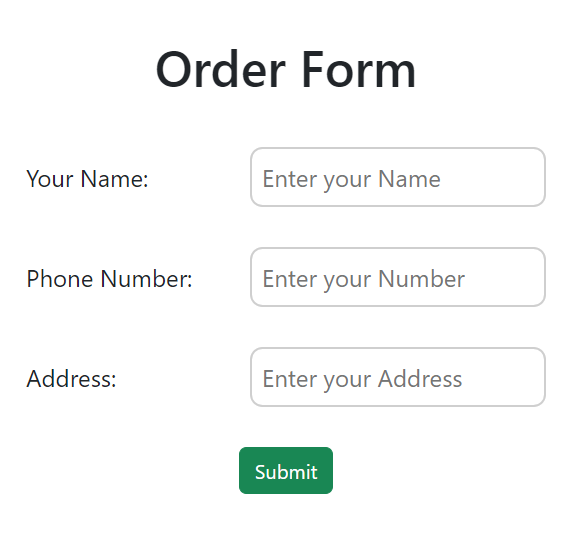 Order Form
Your Name: Enter your Name
Phone Number: Enter your Number
Address: Enter your Address
Submit